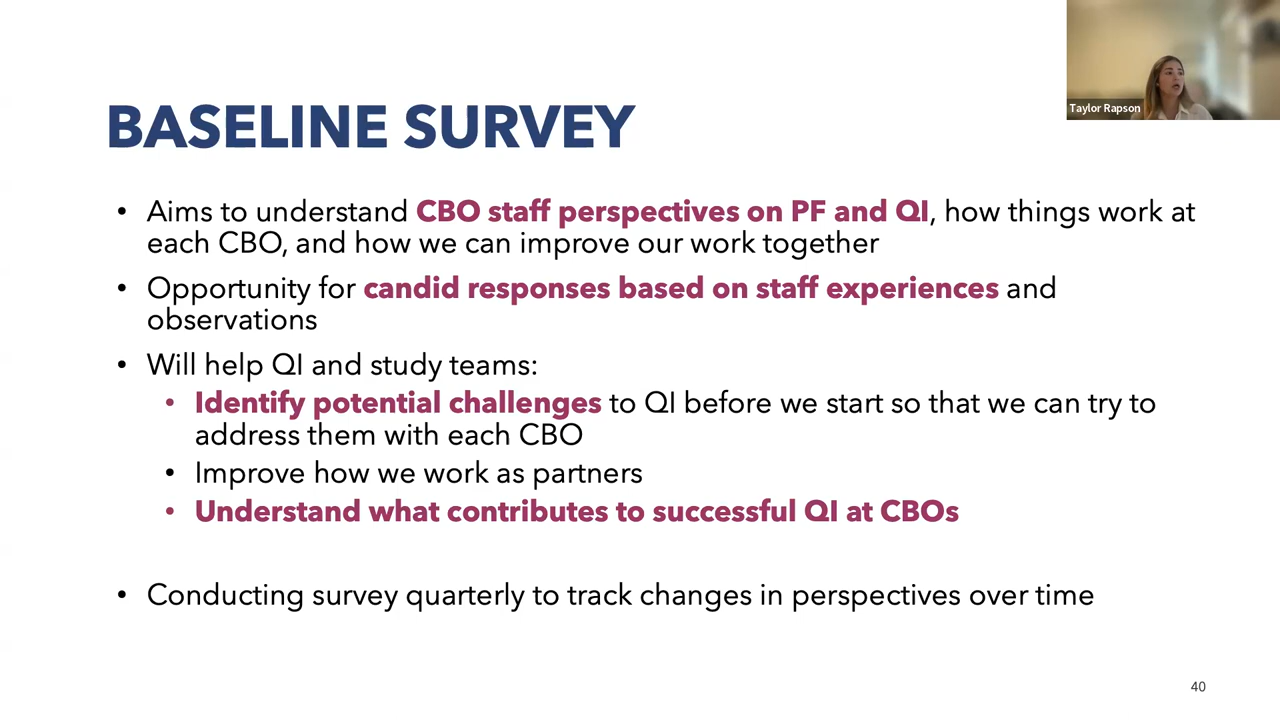 Taylor Rapson
BASELINE SURVEY
• Aims to understand CBO staff perspectives on PF and QI, how things work at
each CBO, and how we can improve our work together
• Opportunity for candid responses based on staff experiences and
observations
• Will help QI and study teams:
• Identify potential challenges to QI before we start so that we can try to
address them with each CBO
• Improve how we work as partners
• Understand what contributes to successful QI at CBOs
• Conducting survey quarterly to track changes in perspectives over time
40